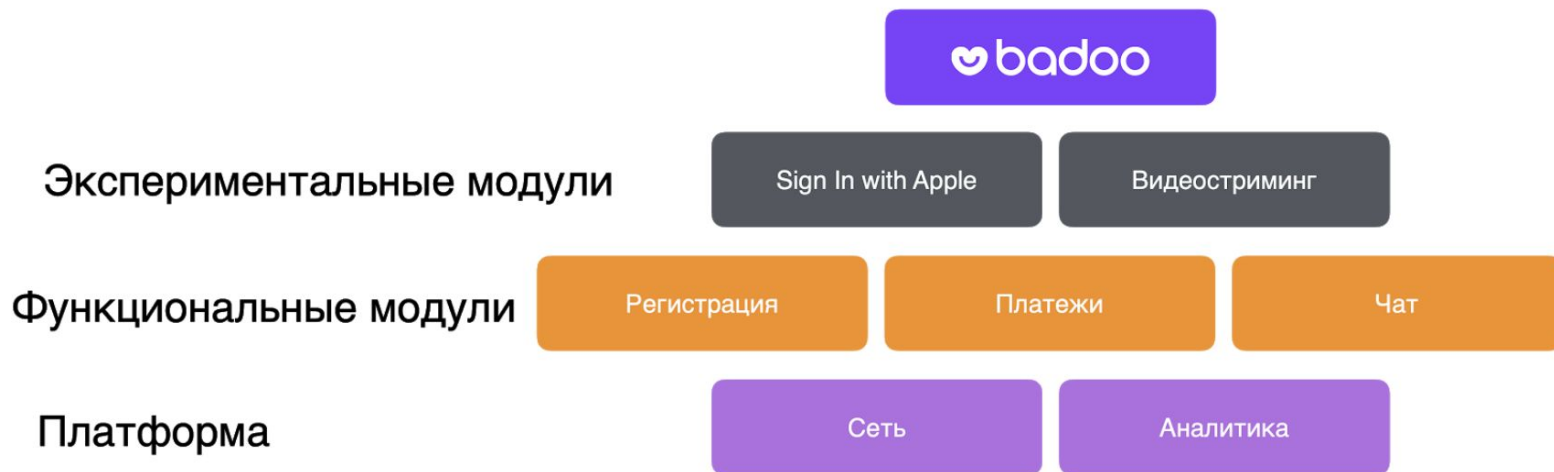 badoo
Экспериментальные модули
Sign In with Apple
Видеостриминг
Функциональные модули
Регистрация
Платежи
Чат
Платформа
Сеть
Аналитика